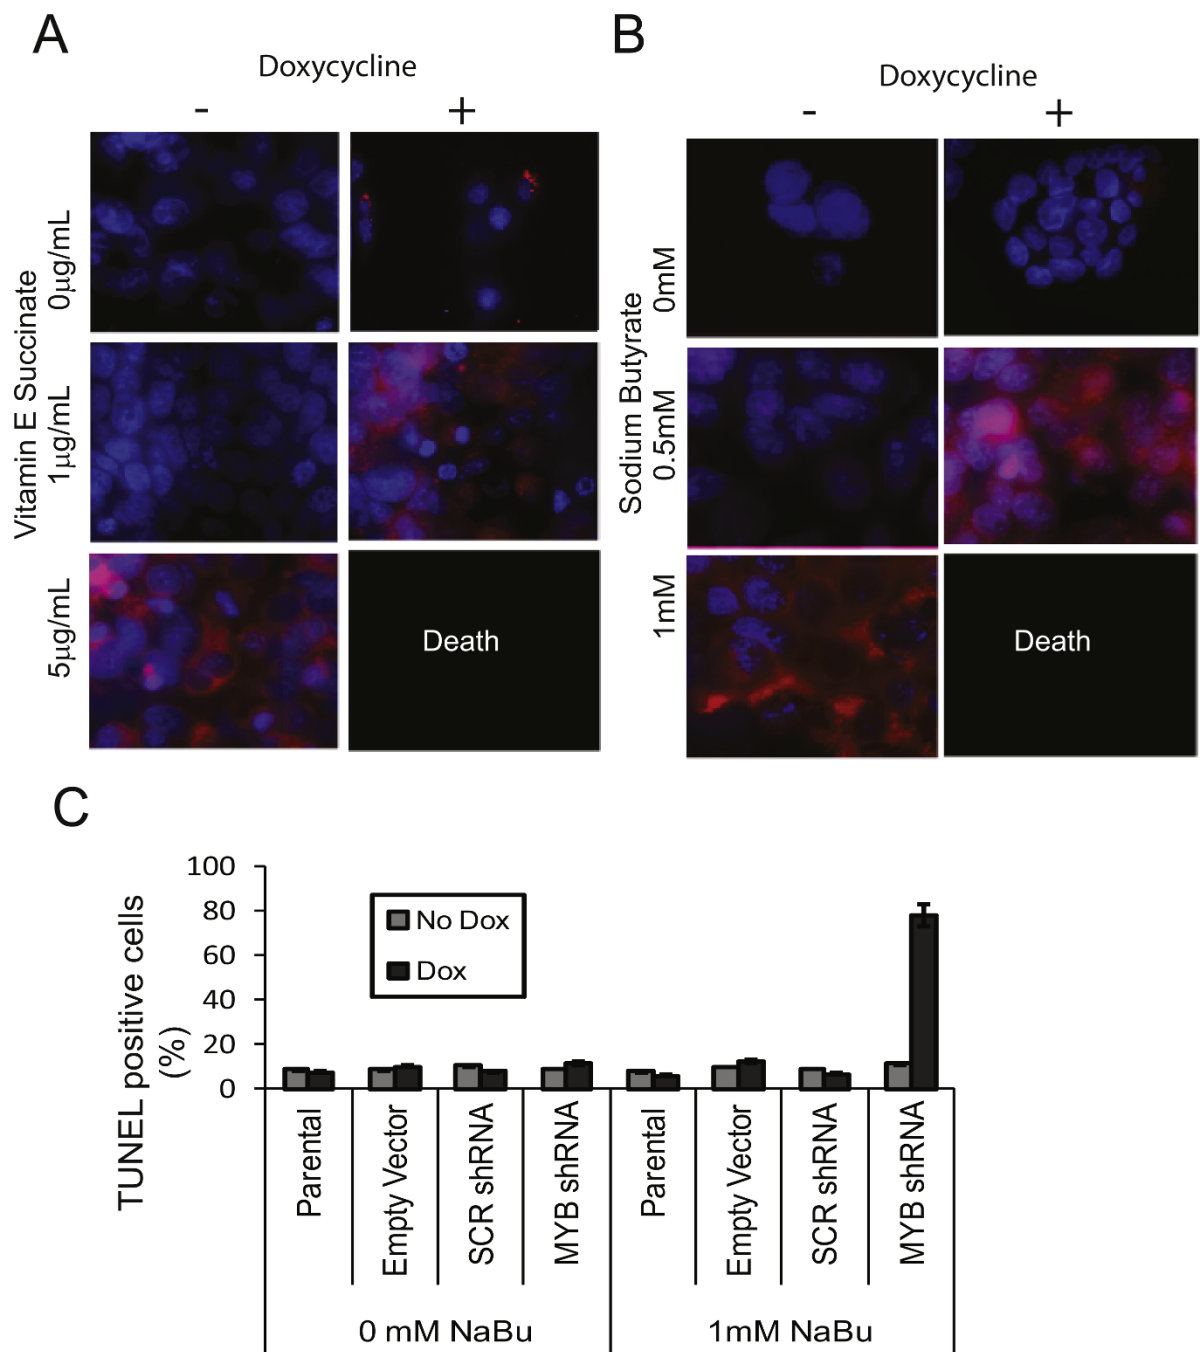 A
Doxycycline
-
+
Vitamin E Succinate
0μg/mL
1μg/mL
5μg/mL
Death
B
Doxycycline
-
+
Sodium Butyrate
0mM
0.5mM
1mM
Death
C
TUNEL positive cells
(%)
100
80
60
40
20
0
No Dox
Dox
Parental
Empty Vector
SCR shRNA
MYB shRNA
Parental
Empty Vector
SCR shRNA
MYB shRNA
0 mM NaBu
1mM NaBu